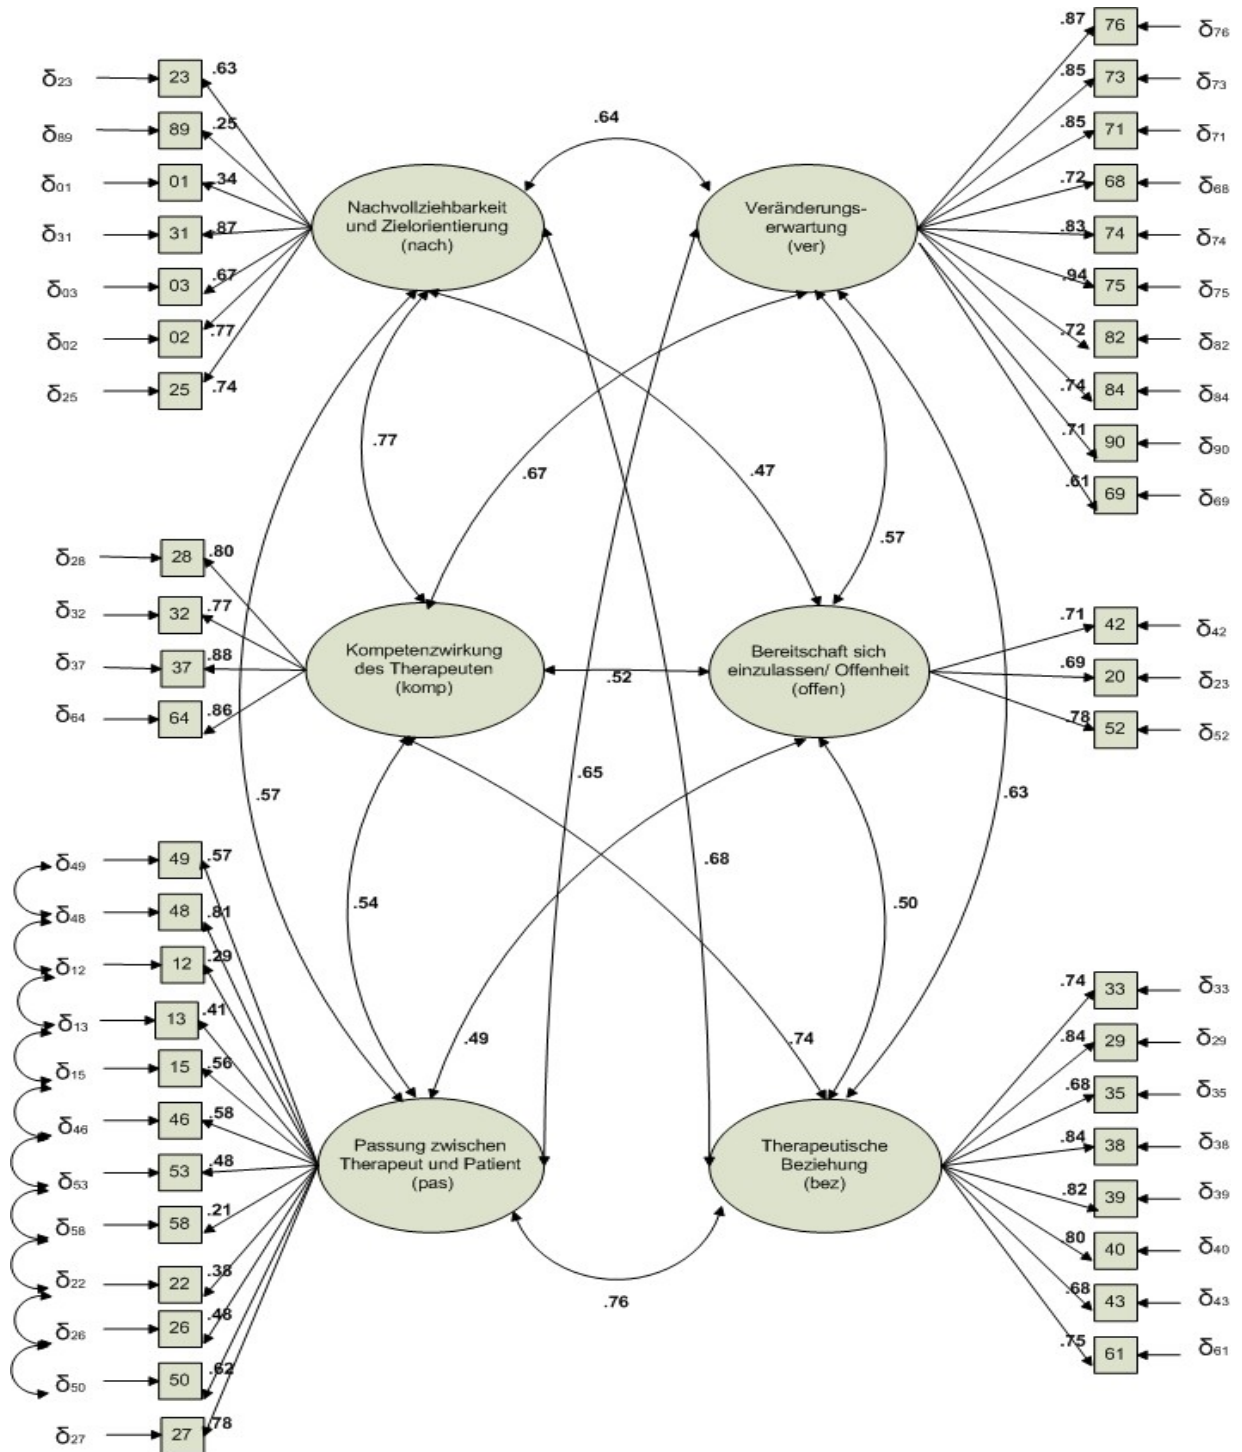 .87 76 δ76
δ23 23 .63
.85 73 δ73
δ89 89 .25
.64
.85 71 δ71
δ01 01 .34
.72 68 δ68
Nachvollziehbarkeit
und Zielorientierung
(nach)
Veränderungs-
erwartung
(ver)
δ31 31 .87
.83 74 δ74
δ03 03 .67
.94 75 δ75
δ02 02 .77
.72 82 δ82
δ25 25 .74
.74 84 δ84
.77
.67
.47
.71 90 δ90
.61 69 δ69
.57
δ28 28 .80
δ32 32 .77
.71 42 δ42
δ37 37 .88
Kompetenzwirkung
des Therapeuten
(komp)
.52
Bereitschaft sich
einzulassen/ Offenheit
(offen)
.69 20 δ23
δ64 64 .86
.78 52 δ52
.57
.65
.63
δ49 49 .57
.68
δ48 48 .81
.54
.50
δ12 12 .29
.74 33 δ33
δ13 13 .41
.49
.74
.84 29 δ29
δ15 15 .56
.68 35 δ35
δ46 46 .58
Passung zwischen
Therapeut und Patient
(pas)
Therapeutische
Beziehung
(bez)
.84 38 δ38
δ53 53 .48
.82 39 δ39
δ58 58 .21
.80 40 δ40
δ22 22 .38
.76
.68 43 δ43
δ26 26 .48
.75 61 δ61
δ50 50 .62
δ27 27 .78